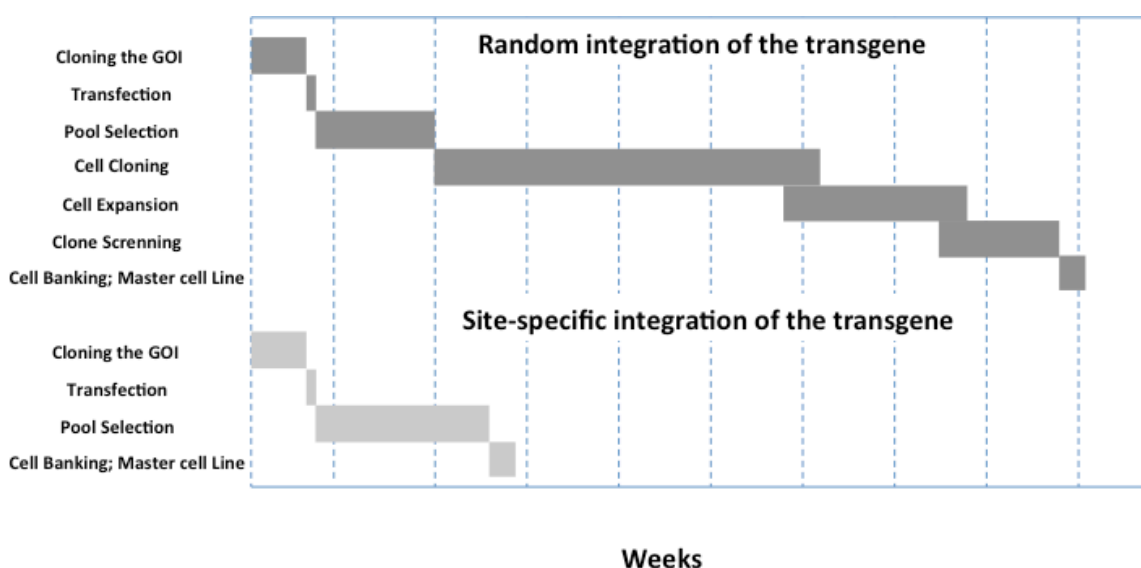 Random integration of the transgene
Cloning the GOI
Transfection
Pool Selection
Cell Cloning
Cell Expansion
Clone Screnning
Cell Banking; Master cell Line
Site-specific integration of the transgene
Cloning the GOI
Transfection
Pool Selection
Cell Banking; Master cell Line
Weeks